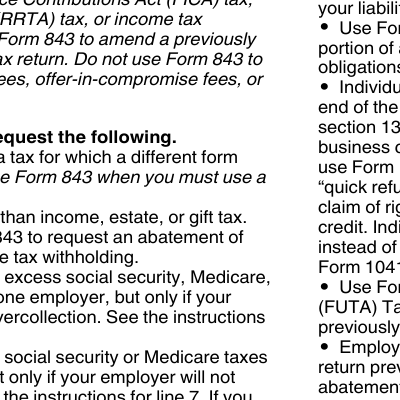 Contributions Act (FICA) tax,
RRTA) tax, or income tax
Form 843 to amend a previously
tax return. Do not use Form 843 to
fees, offer-in-compromise fees, or
request the following.
a tax for which a different form
Form 843 when you must use a
than income, estate, or gift tax.
843 to request an abatement of
tax withholding.
excess social security, Medicare,
one employer, but only if your
overcollection. See the instructions
social security or Medicare taxes
only if your employer will not
the instructions for line 7. If you
your liabili
• Use For
portion of a
obligations
• Individu
end of the
section 13
business c
use Form
“quick refu
claim of rig
credit. Indi
instead of
Form 1041
• Use For
(FUTA) Ta
previously
• Employ
return prev
abatement